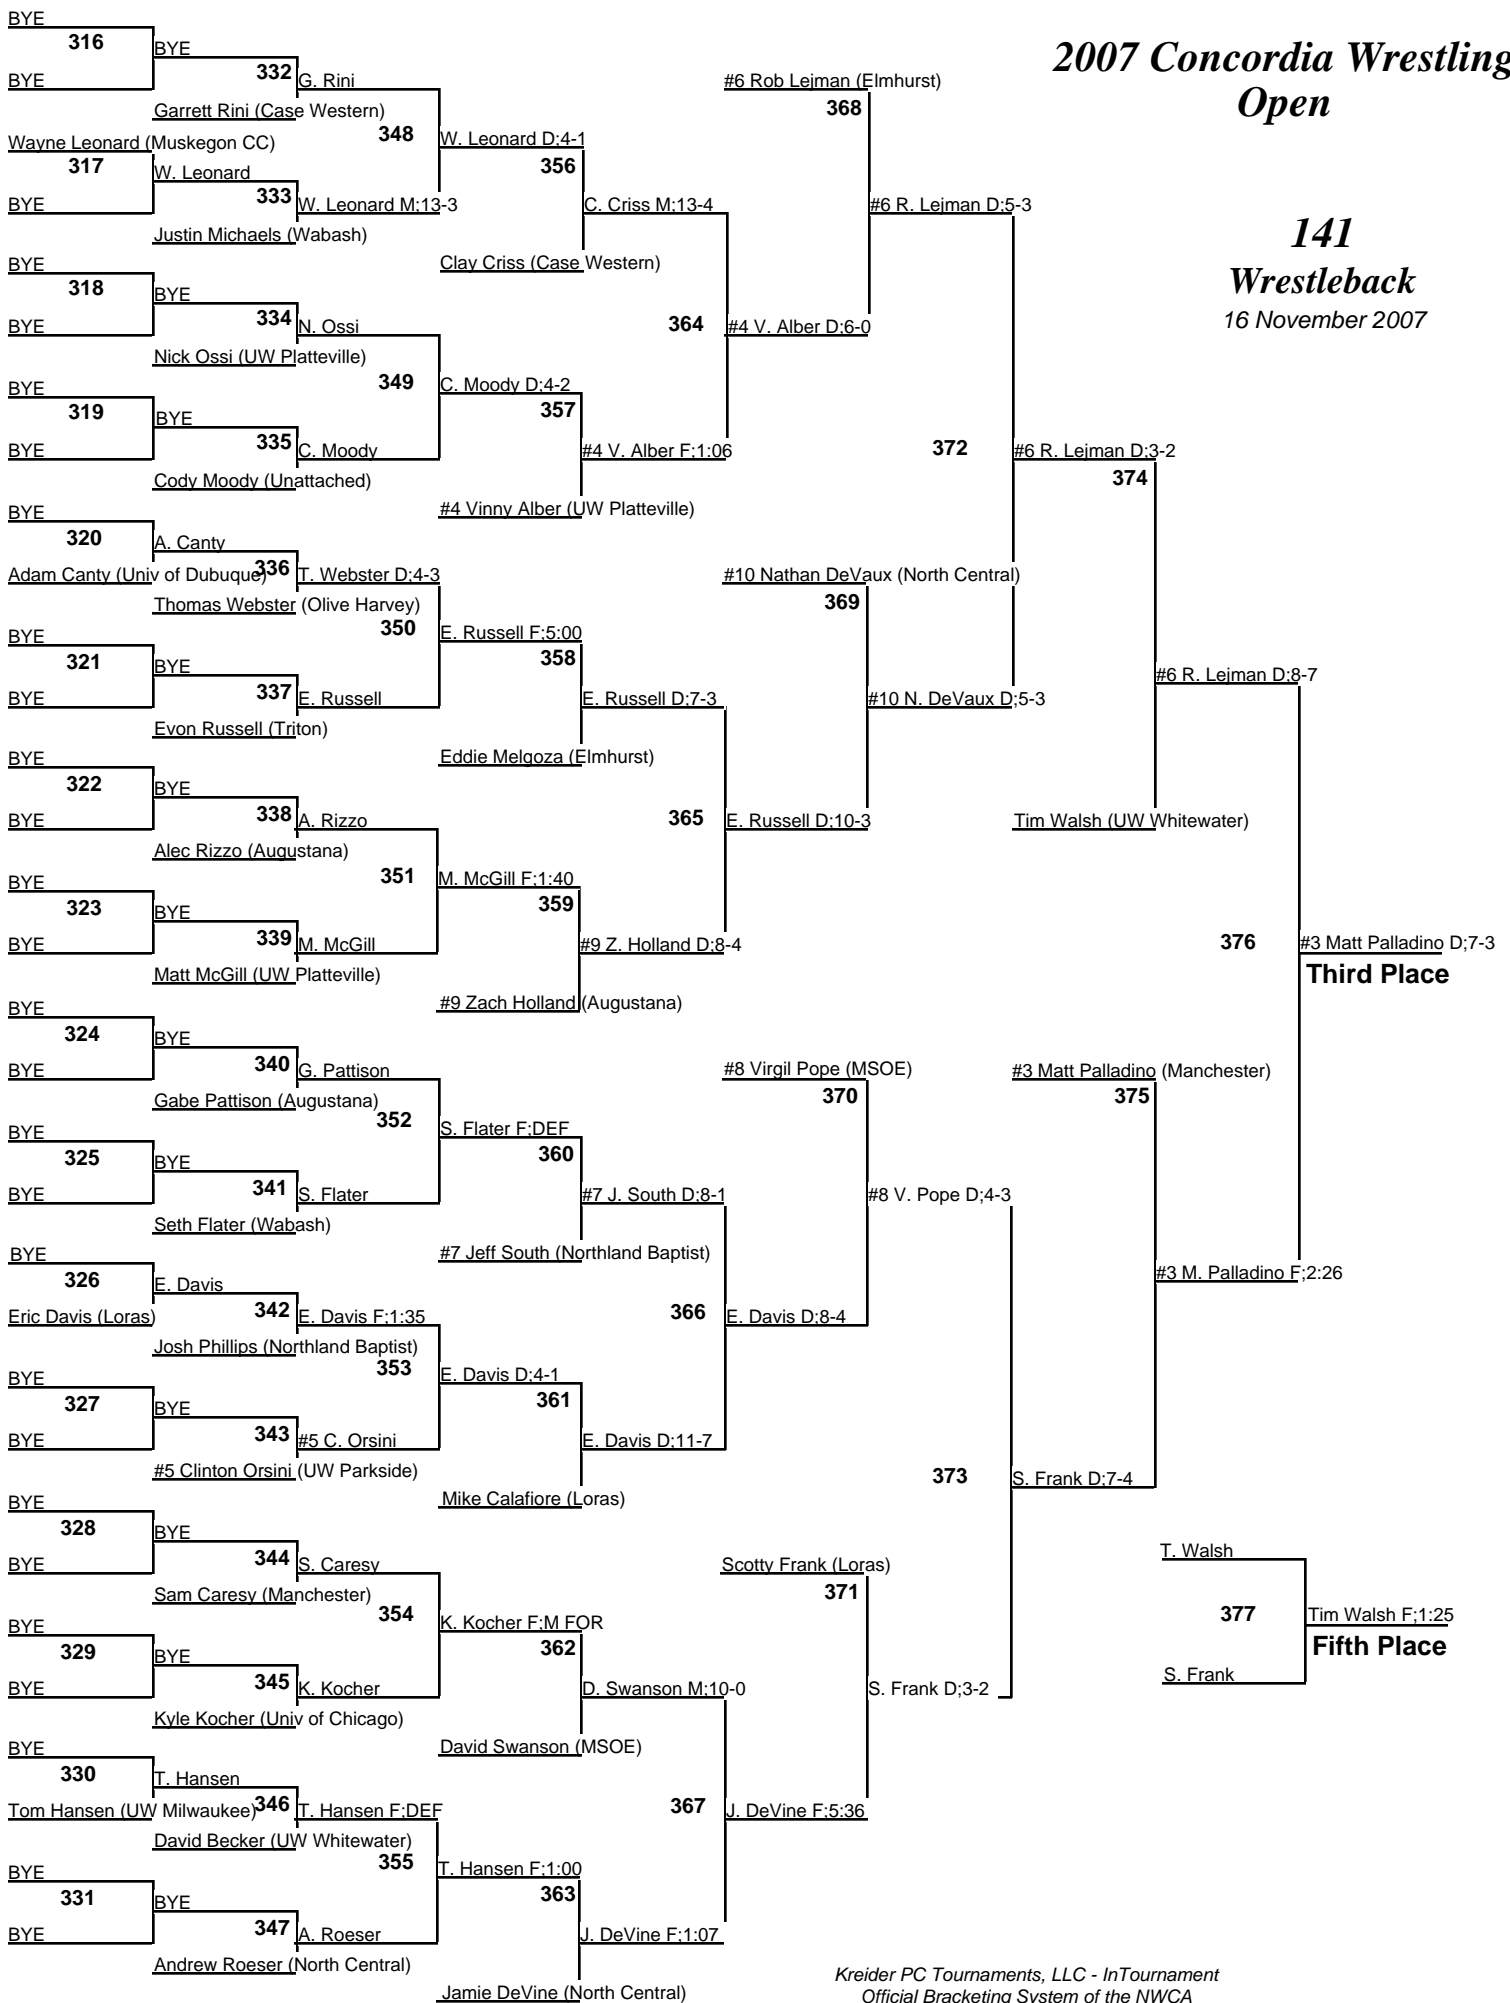 2007 Concordia Wrestling
Open
141
Wrestleback
16 November 2007
BYE
316
BYE
BYE
332
G. Rini
Garrett Rini (Case Western)
348
Wayne Leonard (Muskegon CC)
317
W. Leonard
BYE
333
W. Leonard M;13-3
Justin Michaels (Wabash)
W. Leonard D;4-1
356
C. Criss M;13-4
Clay Criss (Case Western)
BYE
318
BYE
BYE
334
N. Ossi
Nick Ossi (UW Platteville)
349
BYE
319
BYE
BYE
335
C. Moody
Cody Moody (Unattached)
C. Moody D;4-2
357
#4 V. Alber F;1:06
#4 Vinny Alber (UW Platteville)
364
#4 V. Alber D;6-0
#6 Rob Lejman (Elmhurst)
368
#6 R. Lejman D;5-3
BYE
320
A. Canty
Adam Canty (Univ of Dubuque)
336
T. Webster D;4-3
Thomas Webster (Olive Harvey)
350
BYE
321
BYE
BYE
337
E. Russell
Evon Russell (Triton)
E. Russell F;5:00
358
E. Russell D;7-3
Eddie Melgoza (Elmhurst)
BYE
322
BYE
BYE
338
A. Rizzo
Alec Rizzo (Augustana)
351
BYE
323
BYE
BYE
339
M. McGill
Matt McGill (UW Platteville)
M. McGill F;1:40
359
#9 Z. Holland D;8-4
#9 Zach Holland (Augustana)
365
E. Russell D;10-3
#10 Nathan DeVaux (North Central)
369
#10 N. DeVaux D;5-3
372
#6 R. Lejman D;3-2
374
#6 R. Lejman D;8-7
Tim Walsh (UW Whitewater)
376
#3 Matt Palladino D;7-3
Third Place
BYE
324
BYE
BYE
340
G. Pattison
Gabe Pattison (Augustana)
352
BYE
325
BYE
BYE
341
S. Flater
Seth Flater (Wabash)
S. Flater F;DEF
360
#7 J. South D;8-1
#7 Jeff South (Northland Baptist)
BYE
326
E. Davis
Eric Davis (Loras)
342
E. Davis F;1:35
Josh Phillips (Northland Baptist)
353
BYE
327
BYE
BYE
343
#5 C. Orsini
#5 Clinton Orsini (UW Parkside)
E. Davis D;4-1
361
E. Davis D;11-7
Mike Calafiore (Loras)
366
E. Davis D;8-4
#8 Virgil Pope (MSOE)
370
#8 V. Pope D;4-3
#3 Matt Palladino (Manchester)
375
#3 M. Palladino F;2:26
373
S. Frank D;7-4
BYE
328
BYE
BYE
344
S. Caresy
Sam Caresy (Manchester)
354
BYE
329
BYE
BYE
345
K. Kocher
Kyle Kocher (Univ of Chicago)
K. Kocher F;M FOR
362
D. Swanson M;10-0
David Swanson (MSOE)
BYE
330
T. Hansen
Tom Hansen (UW Milwaukee)
346
T. Hansen F;DEF
David Becker (UW Whitewater)
355
BYE
331
BYE
BYE
347
A. Roeser
Andrew Roeser (North Central)
T. Hansen F;1:00
363
J. DeVine F;1:07
Jamie DeVine (North Central)
367
J. DeVine F;5:36
Scotty Frank (Loras)
371
S. Frank D;3-2
T. Walsh
377
S. Frank
Tim Walsh F;1:25
Fifth Place
Kreider PC Tournaments, LLC - InTournament
Official Bracketing System of the NWCA